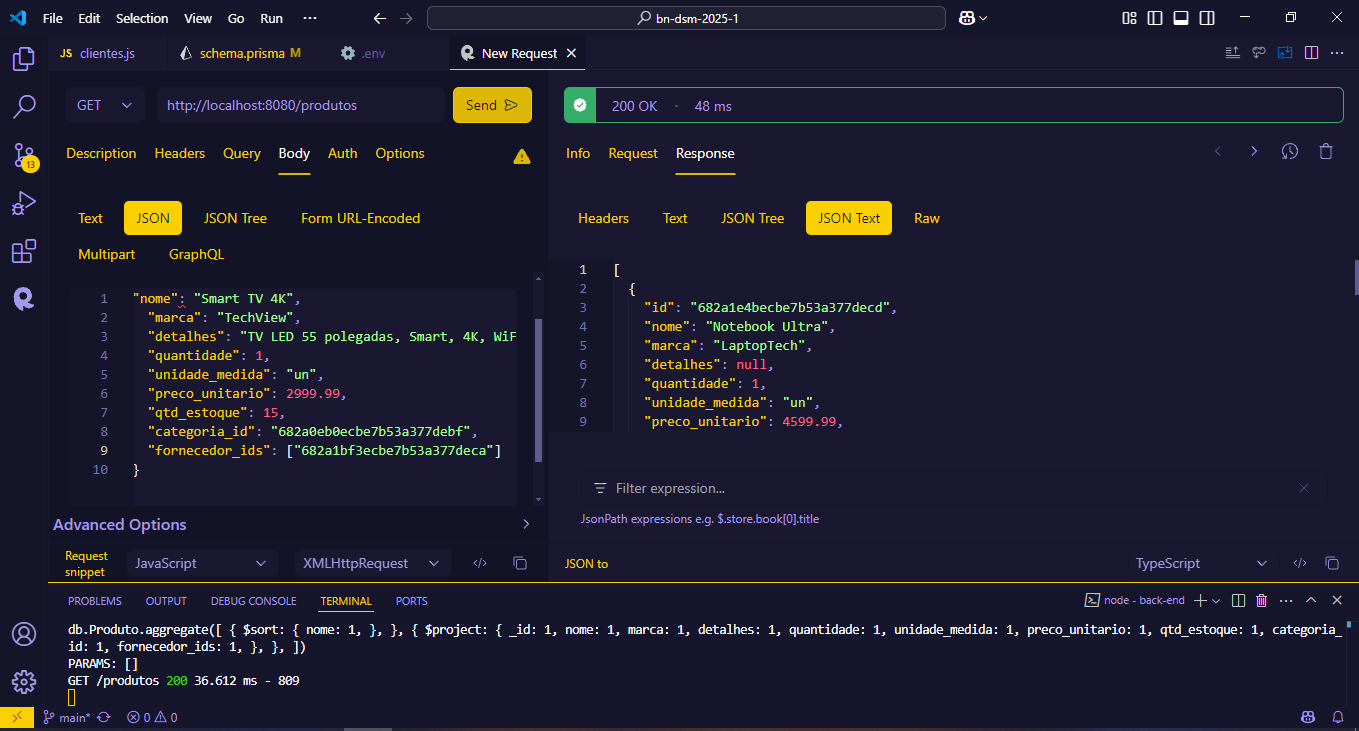 File Edit Selection View Go Run ··· bn-dsm-2025-1
JS clientes.js schema.prisma M .env New Request
GET http://localhost:8080/produtos Send
200 OK · 48 ms
Description Headers Query Body Auth Options
Info Request Response
13
Text JSON JSON Tree Form URL-Encoded
Multipart GraphQL
Headers Text JSON Tree JSON Text Raw
1 "nome": "Smart TV 4K",
2 "marca": "TechView",
3 "detalhes": "TV LED 55 polegadas, Smart, 4K, WiF
4 "quantidade": 1,
5 "unidade_medida": "un",
6 "preco_unitario": 2999.99,
7 "qtd_estoque": 15,
8 "categoria_id": "682a0eb0ecbe7b53a377debf",
9 "fornecedor_ids": ["682a1bf3ecbe7b53a377deca"]
10 }
1 [
2 {
3 "id": "682a1e4becbe7b53a377decd",
4 "nome": "Notebook Ultra",
5 "marca": "LaptopTech",
6 "detalhes": null,
7 "quantidade": 1,
8 "unidade_medida": "un",
9 "preco_unitario": 4599.99,
Filter expression...
JsonPath expressions e.g. $.store.book[0].title
Advanced Options
Request
snippet
JavaScript XMLHttpRequest
JSON to TypeScript
PROBLEMS OUTPUT DEBUG CONSOLE TERMINAL PORTS node - back-end
db.Produto.aggregate([ { $sort: { nome: 1, }, }, { $project: { _id: 1, nome: 1, marca: 1, detalhes: 1, quantidade: 1, unidade_medida: 1, preco_unitario: 1, qtd_estoque: 1, categoria_
id: 1, fornecedor_ids: 1, }, }, ])
PARAMS: []
GET /produtos 200 36.612 ms - 809
main* 0 0